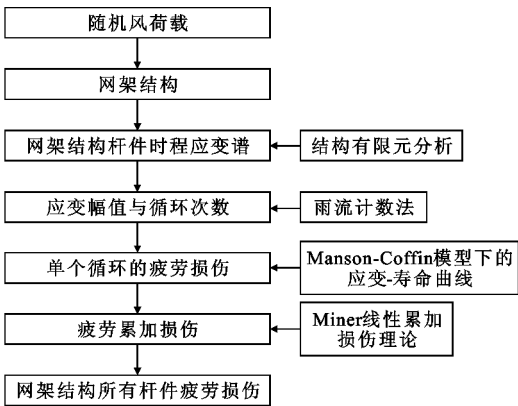 随机风荷载
网架结构
网架结构杆件时程应变谱
结构有限元分析
应变幅值与循环次数
雨流计数法
单个循环的疲劳损伤
Manson-Coffin模型下的
应变-寿命曲线
疲劳累加损伤
Miner线性累加
损伤理论
网架结构所有杆件疲劳损伤